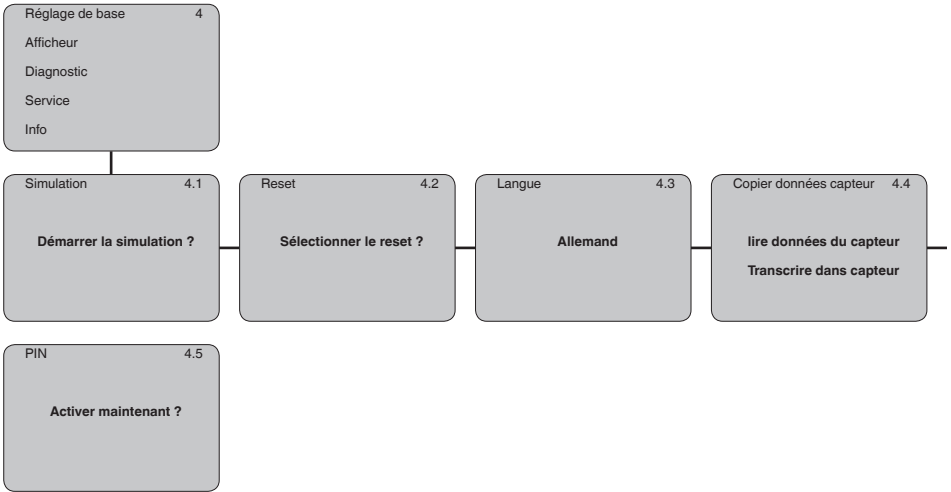 Réglage de base 4
Afficheur
Diagnostic
Service
Info
Simulation 4.1
Démarrer la simulation ?
Reset 4.2
Sélectionner le reset ?
Langue 4.3
Allemand
Copier données capteur 4.4
lire données du capteur
Transcrire dans capteur
PIN 4.5
Activer maintenant ?